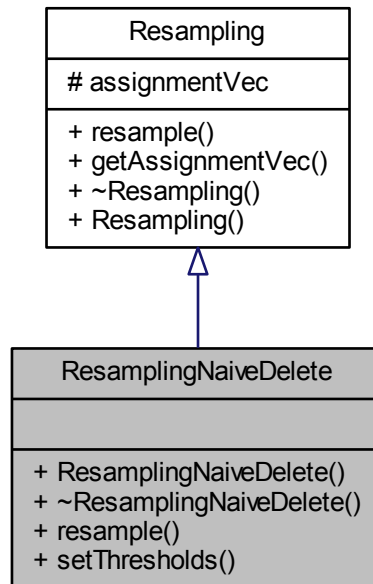 Resampling
# assignmentVec
+ resample()
+ getAssignmentVec()
+ ~Resampling()
+ Resampling()
ResamplingNaiveDelete
+ ResamplingNaiveDelete()
+ ~ResamplingNaiveDelete()
+ resample()
+ setThresholds()